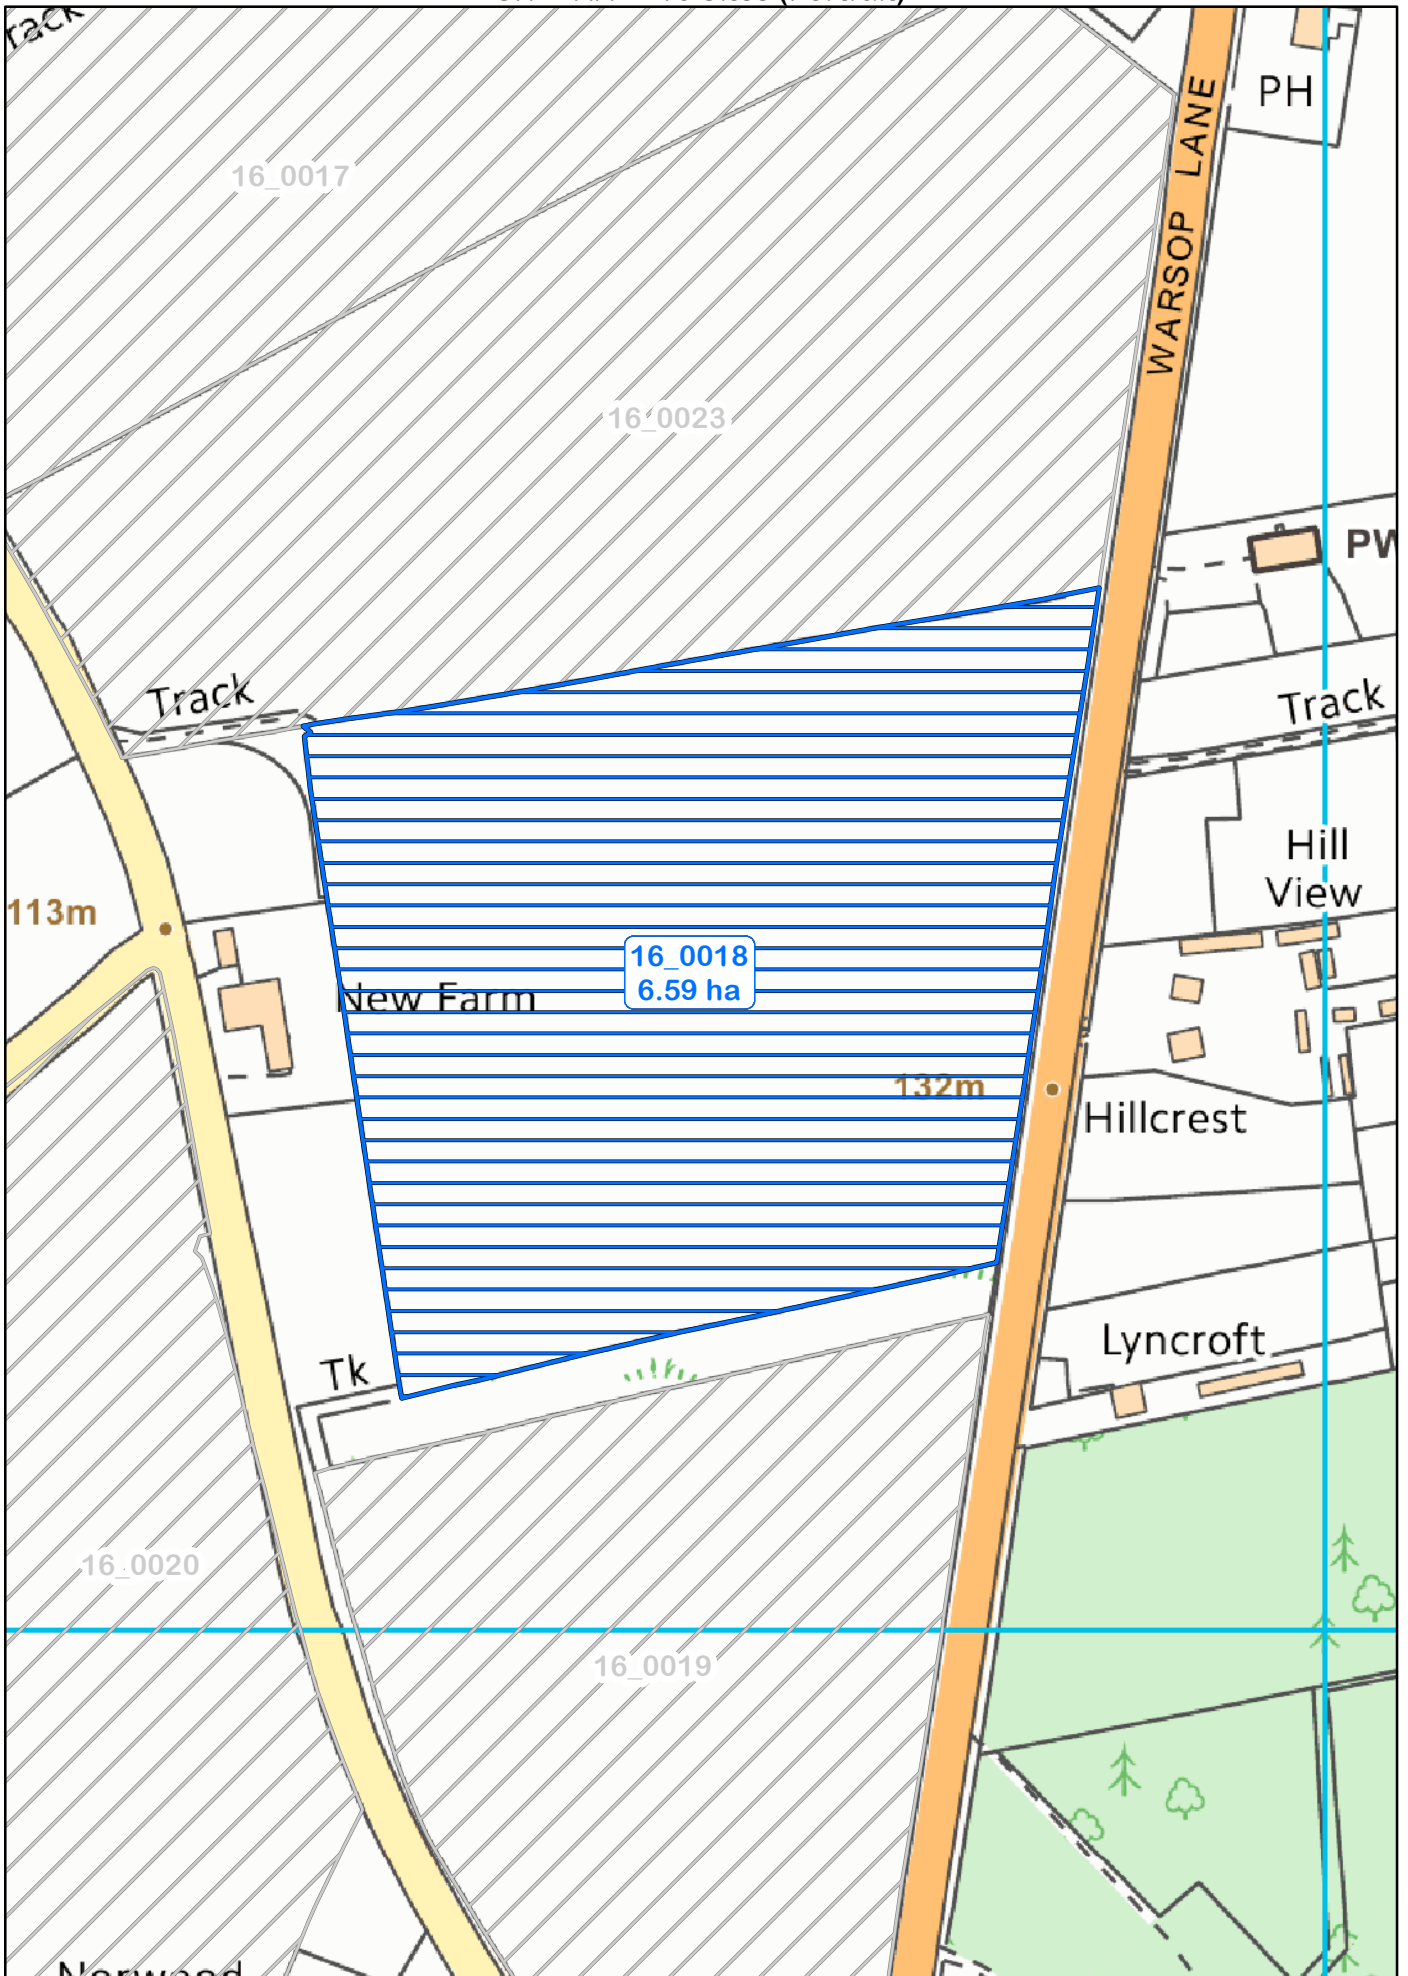 PH
WARSOP LANE
16_0017
16_0023
Track
Track
Hill
View
113m
16_0018
6.59 ha
New Farm
132m
Hillcrest
Lyncroft
Tk
16_0020
16_0019